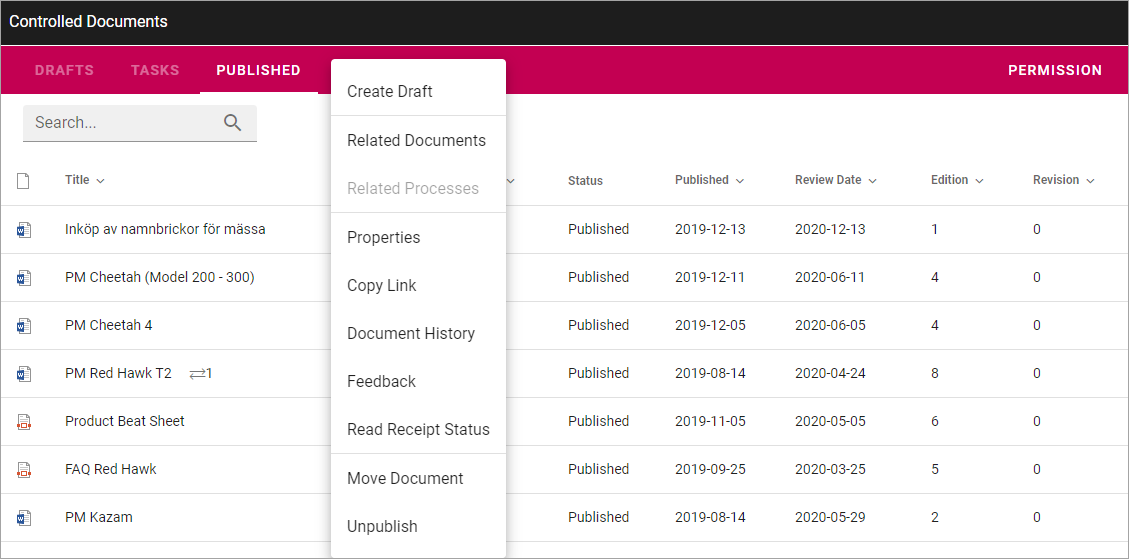 Controlled Documents
DRAFTS TASKS PUBLISHED PERMISSION
Search...
Title Status Published Review Date Edition Revision
Inköp av namnbrickor för mässa Published 2019-12-13 2020-12-13 1 0
PM Cheetah (Model 200 - 300) Published 2019-12-11 2020-06-11 4 0
PM Cheetah 4 Published 2019-12-05 2020-06-05 4 0
PM Red Hawk T2 1 Published 2019-08-14 2020-04-24 8 0
Product Beat Sheet Published 2019-11-05 2020-05-05 6 0
FAQ Red Hawk Published 2019-09-25 2020-03-25 5 0
PM Kazam Published 2019-08-14 2020-05-29 2 0
Create Draft
Related Documents
Related Processes
Properties
Copy Link
Document History
Feedback
Read Receipt Status
Move Document
Unpublish